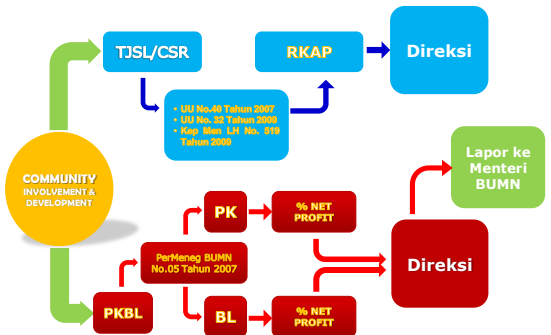 TJSL/CSR
RKAP
Direksi
• UU No.40 Tahun 2007
• UU No. 32 Tahun 2009
• Kep Men LH No. 519
Tahun 2009
COMMUNITY
INVOLVEMENT &
DEVELOPMENT
Lapor ke
Menteri
BUMN
PK
% NET
PROFIT
PerMeneg BUMN
No.05 Tahun 2007
Direksi
PKBL
BL
% NET
PROFIT